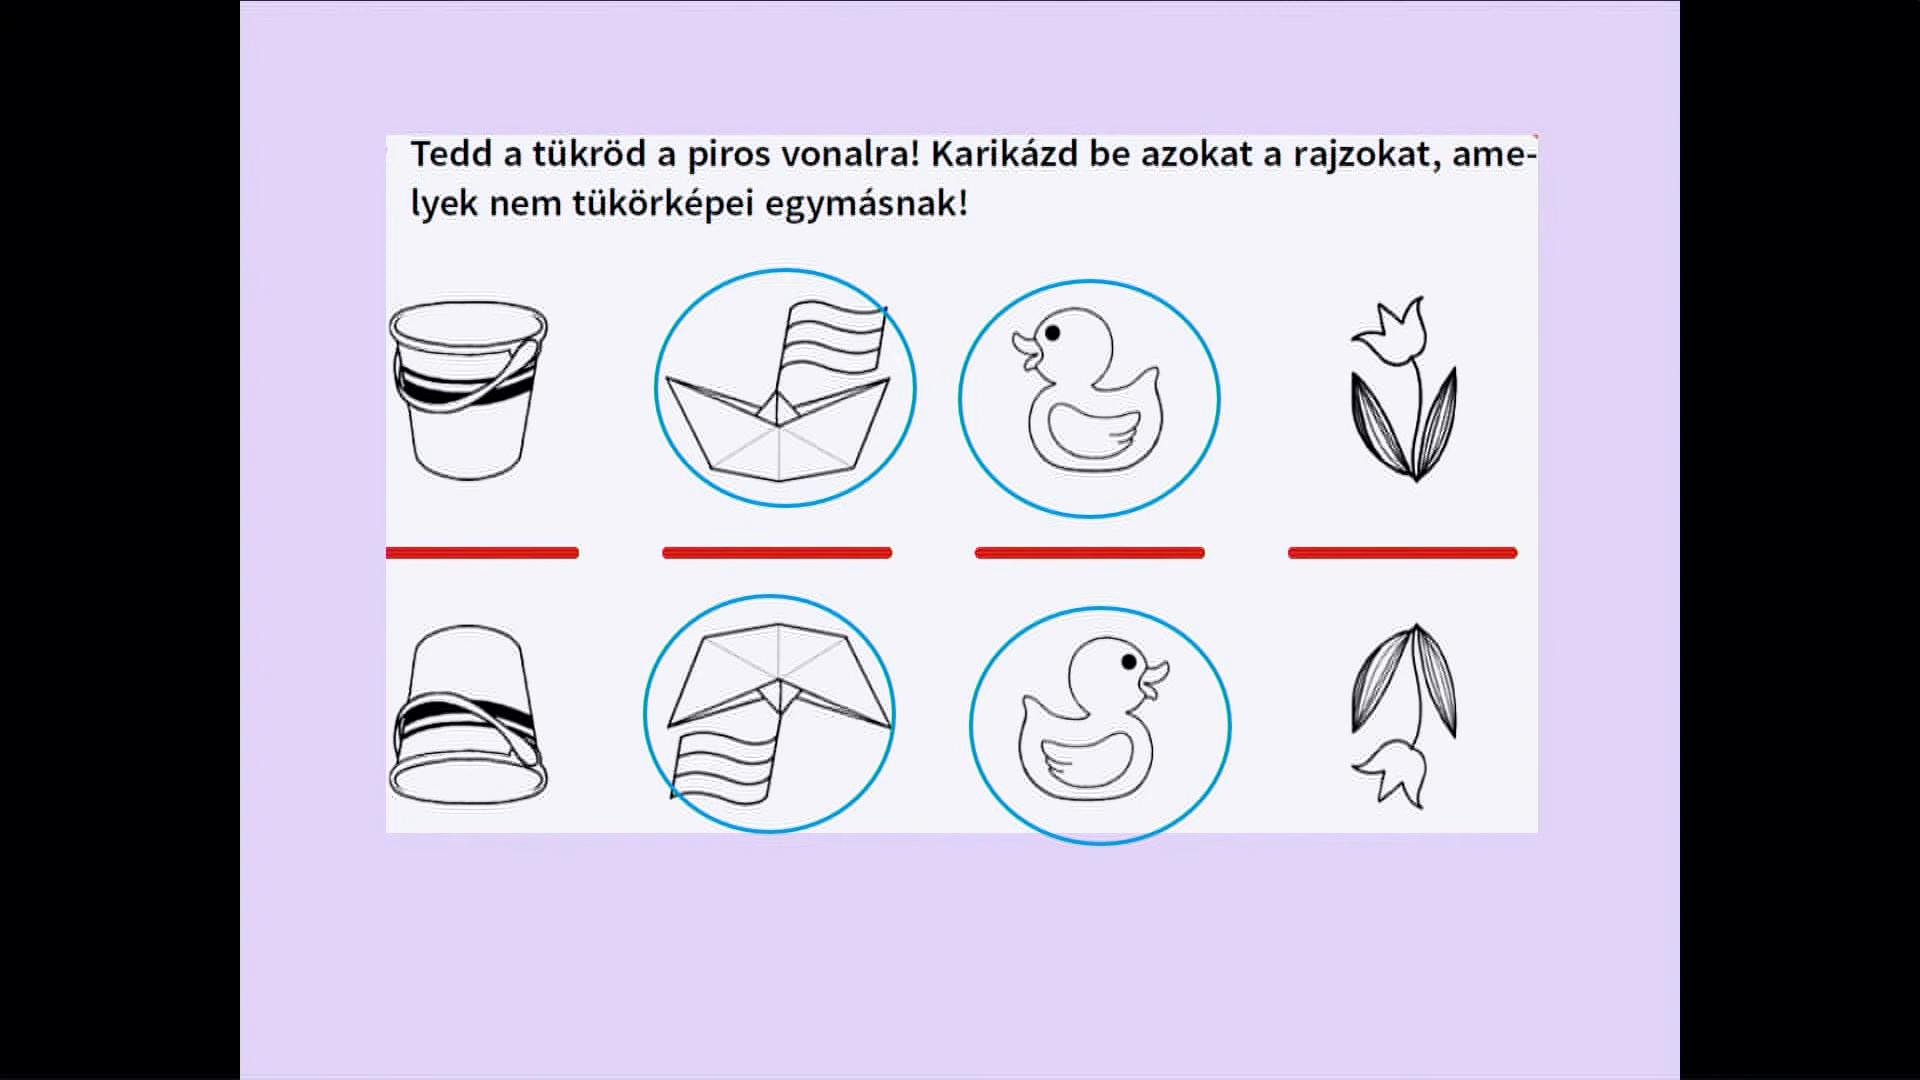 Tedd a tükröd a piros vonalra! Karikázd be azokat a rajzokat, ame-
lyek nem tükörképei egymásnak!